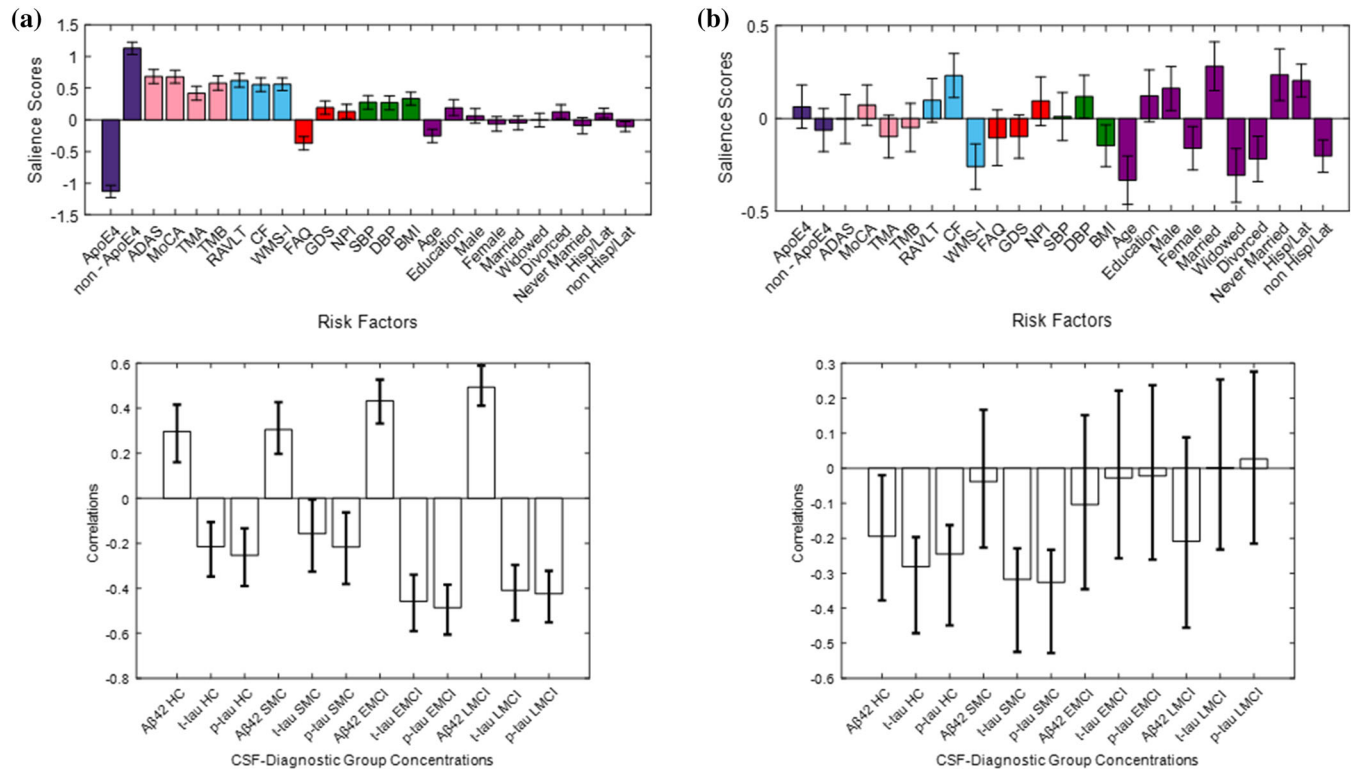 (a)
1.5
1
0.5
0
-0.5
-1
-1.5
Salience Scores
ApoE4
non - ApoE4
ADAS
MoCA
TMA
TMB
RAVLT
CF
WMS-I
FAQ
GDS
NPI
SBP
DBP
BMI
Age
Education
Male
Female
Married
Widowed
Divorced
Never Married
Hisp/Lat
non Hisp/Lat
Risk Factors
(b)
0.5
0
-0.5
Salience Scores
ApoE4
non - ApoE4
ADAS
MoCA
TMA
TMB
RAVLT
CF
WMS-I
FAQ
GDS
NPI
SBP
DBP
BMI
Age
Education
Male
Female
Married
Widowed
Divorced
Never Married
Hisp/Lat
non Hisp/Lat
Risk Factors
0.6
0.4
0.2
0
-0.2
-0.4
-0.6
-0.8
Correlations
Aβ42 HC
t-tau HC
p-tau HC
Aβ42 SMC
t-tau SMC
p-tau SMC
Aβ42 EMCI
t-tau EMCI
p-tau EMCI
Aβ42 LMCI
t-tau LMCI
p-tau LMCI
CSF-Diagnostic Group Concentrations
0.3
0.2
0.1
0
-0.1
-0.2
-0.3
-0.4
-0.5
-0.6
Correlations
Aβ42 HC
t-tau HC
p-tau HC
Aβ42 SMC
t-tau SMC
p-tau SMC
Aβ42 EMCI
t-tau EMCI
p-tau EMCI
Aβ42 LMCI
t-tau LMCI
p-tau LMCI
CSF-Diagnostic Group Concentrations